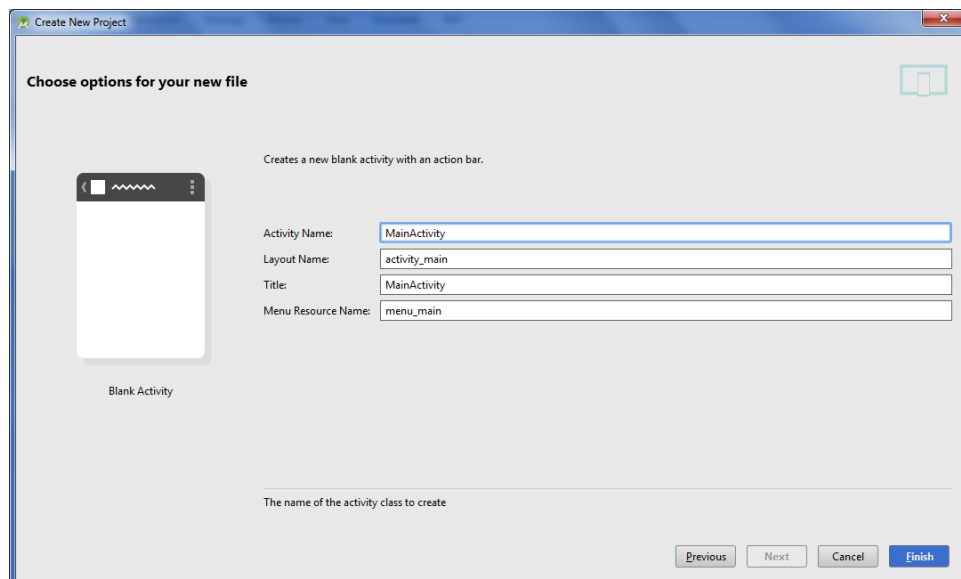 Create New Project
Choose options for your new file
Creates a new blank activity with an action bar.
Activity Name: MainActivity
Layout Name: activity_main
Title: MainActivity
Menu Resource Name: menu_main
Blank Activity
The name of the activity class to create
Previous Next Cancel Finish